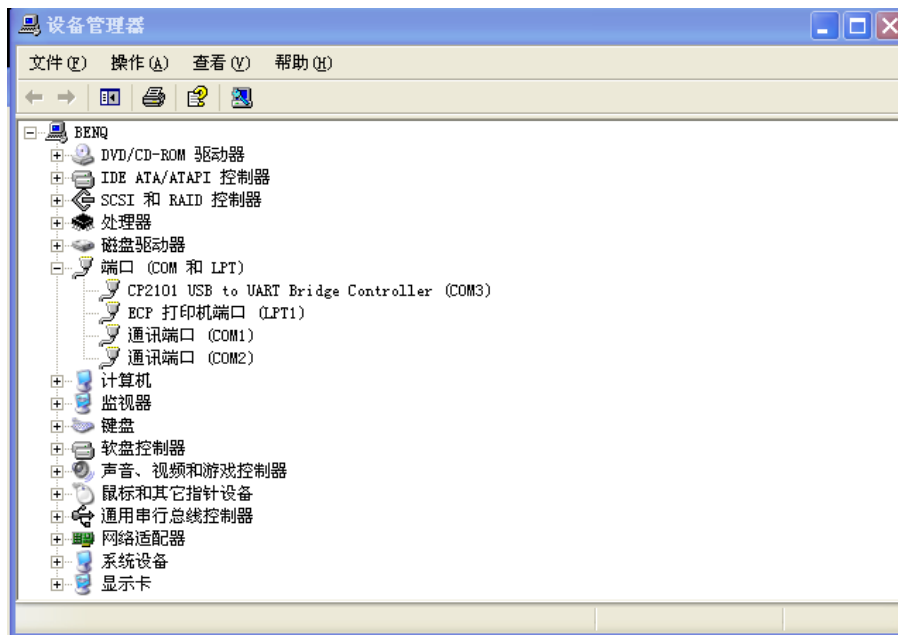 设备管理器
文件(F) 操作(A) 查看(V) 帮助(H)
BENQ
DVD/CD-ROM 驱动器
IDE ATA/ATAPI 控制器
SCSI 和 RAID 控制器
处理器
磁盘驱动器
端口 (COM 和 LPT)
CP2101 USB to UART Bridge Controller (COM3)
ECP 打印机端口 (LPT1)
通讯端口 (COM1)
通讯端口 (COM2)
计算机
监视器
键盘
软盘控制器
声音、视频和游戏控制器
鼠标和其它指针设备
通用串行总线控制器
网络适配器
系统设备
显示卡